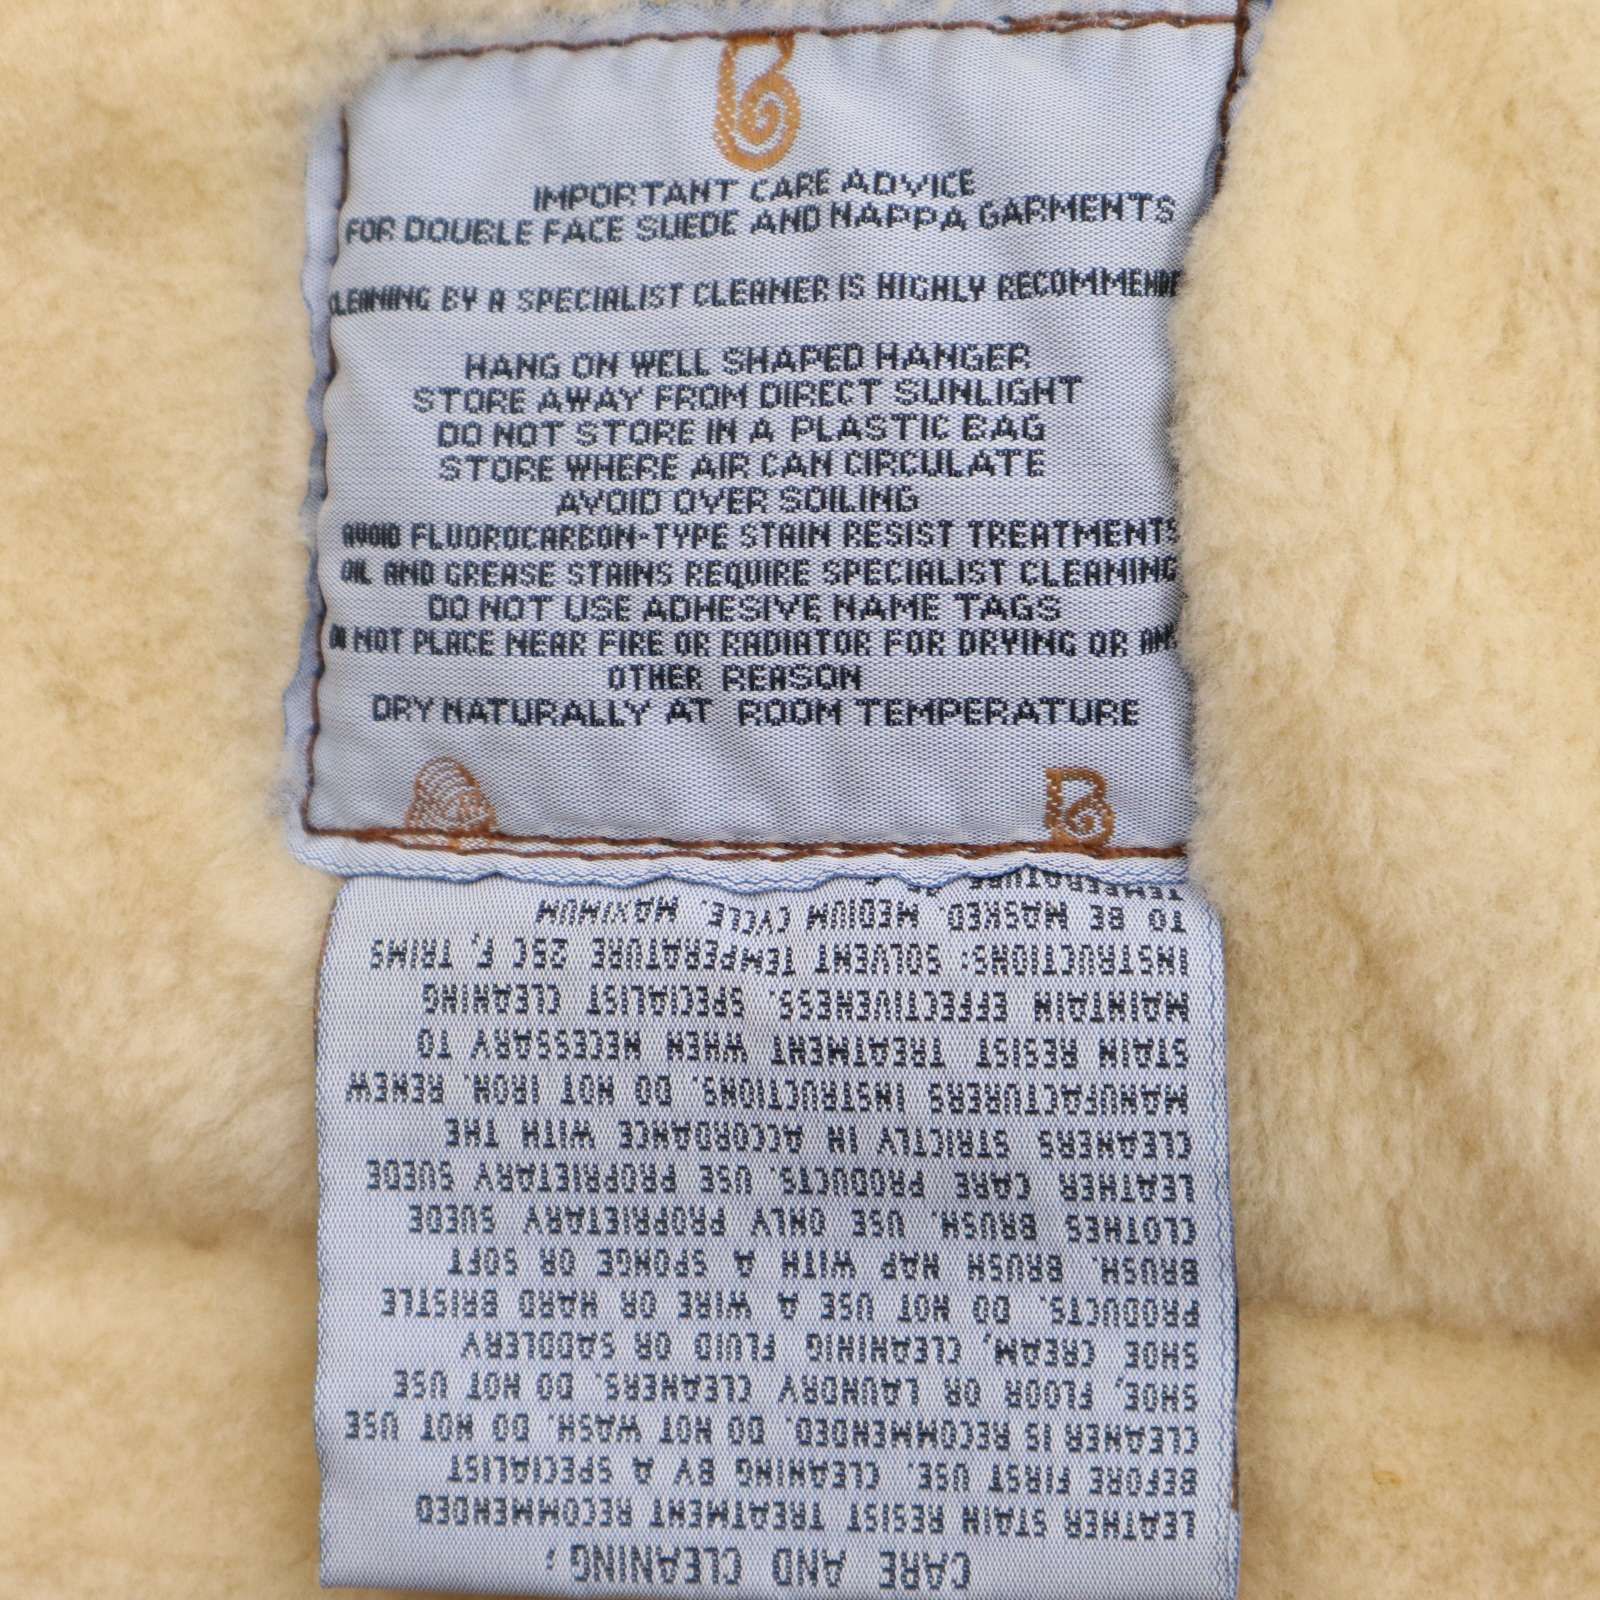 IMPORTANT CARE ADVICE
FOR DOUBLE FACE SUEDE AND NAPPA GARMENTS
CLEANING BY A SPECIALIST CLEANER IS HIGHLY RECOMMENDE
HANG ON WELL SHAPED HANGER
STORE AWAY FROM DIRECT SUNLIGHT
DO NOT STORE IN A PLASTIC BAG
STORE WHERE AIR CAN CIRCULATE
AVOID OVER SOILING
AVOID FLUOROCARBON-TYPE STAIN RESIST TREATMENTS
OIL AND GREASE STAINS REQUIRE SPECIALIST CLEANING
DO NOT USE ADHESIVE NAME TAGS
DO NOT PLACE NEAR FIRE OR RADIATOR FOR DRYING OR ANY
OTHER REASON
DRY NATURALLY AT ROOM TEMPERATURE
CARE AND CLEANING;
LEATHER STAIN RESIST TREATMENT RECOMMENDED
BEFORE FIRST USE. CLEANING BY A SPECIALIST
CLEANER IS RECOMMENDED. DO NOT WASH. DO NOT USE
SHOE, FLOOR OR LAUNDRY CLEANERS. DO NOT USE
SHOE CREAM, CLEANING FLUID OR SADDLERY
PRODUCTS. DO NOT USE A WIRE OR HARD BRISTLE
BRUSH. BRUSH NAP WITH A SPONGE OR SOFT
CLOTHES BRUSH. USE ONLY PROPRIETARY SUEDE
LEATHER CARE PRODUCTS. USE PROPRIETARY SUEDE
CLEANERS STRICTLY IN ACCORDANCE WITH THE
MANUFACTURERS INSTRUCTIONS. DO NOT IRON. RENEW
STAIN RESIST TREATMENT WHEN NECESSARY TO
MAINTAIN EFFECTIVENESS. SPECIALIST CLEANING
INSTRUCTIONS: SOLVENT TEMPERATURE 28C F, TRIMS
TO BE MASKED. MEDIUM CYCLE. MAXIMUM
TEMPERATURE